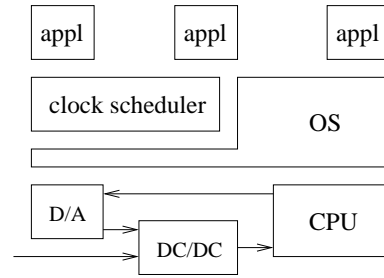 appl appl appl
clock scheduler
OS
D/A
CPU
DC/DC